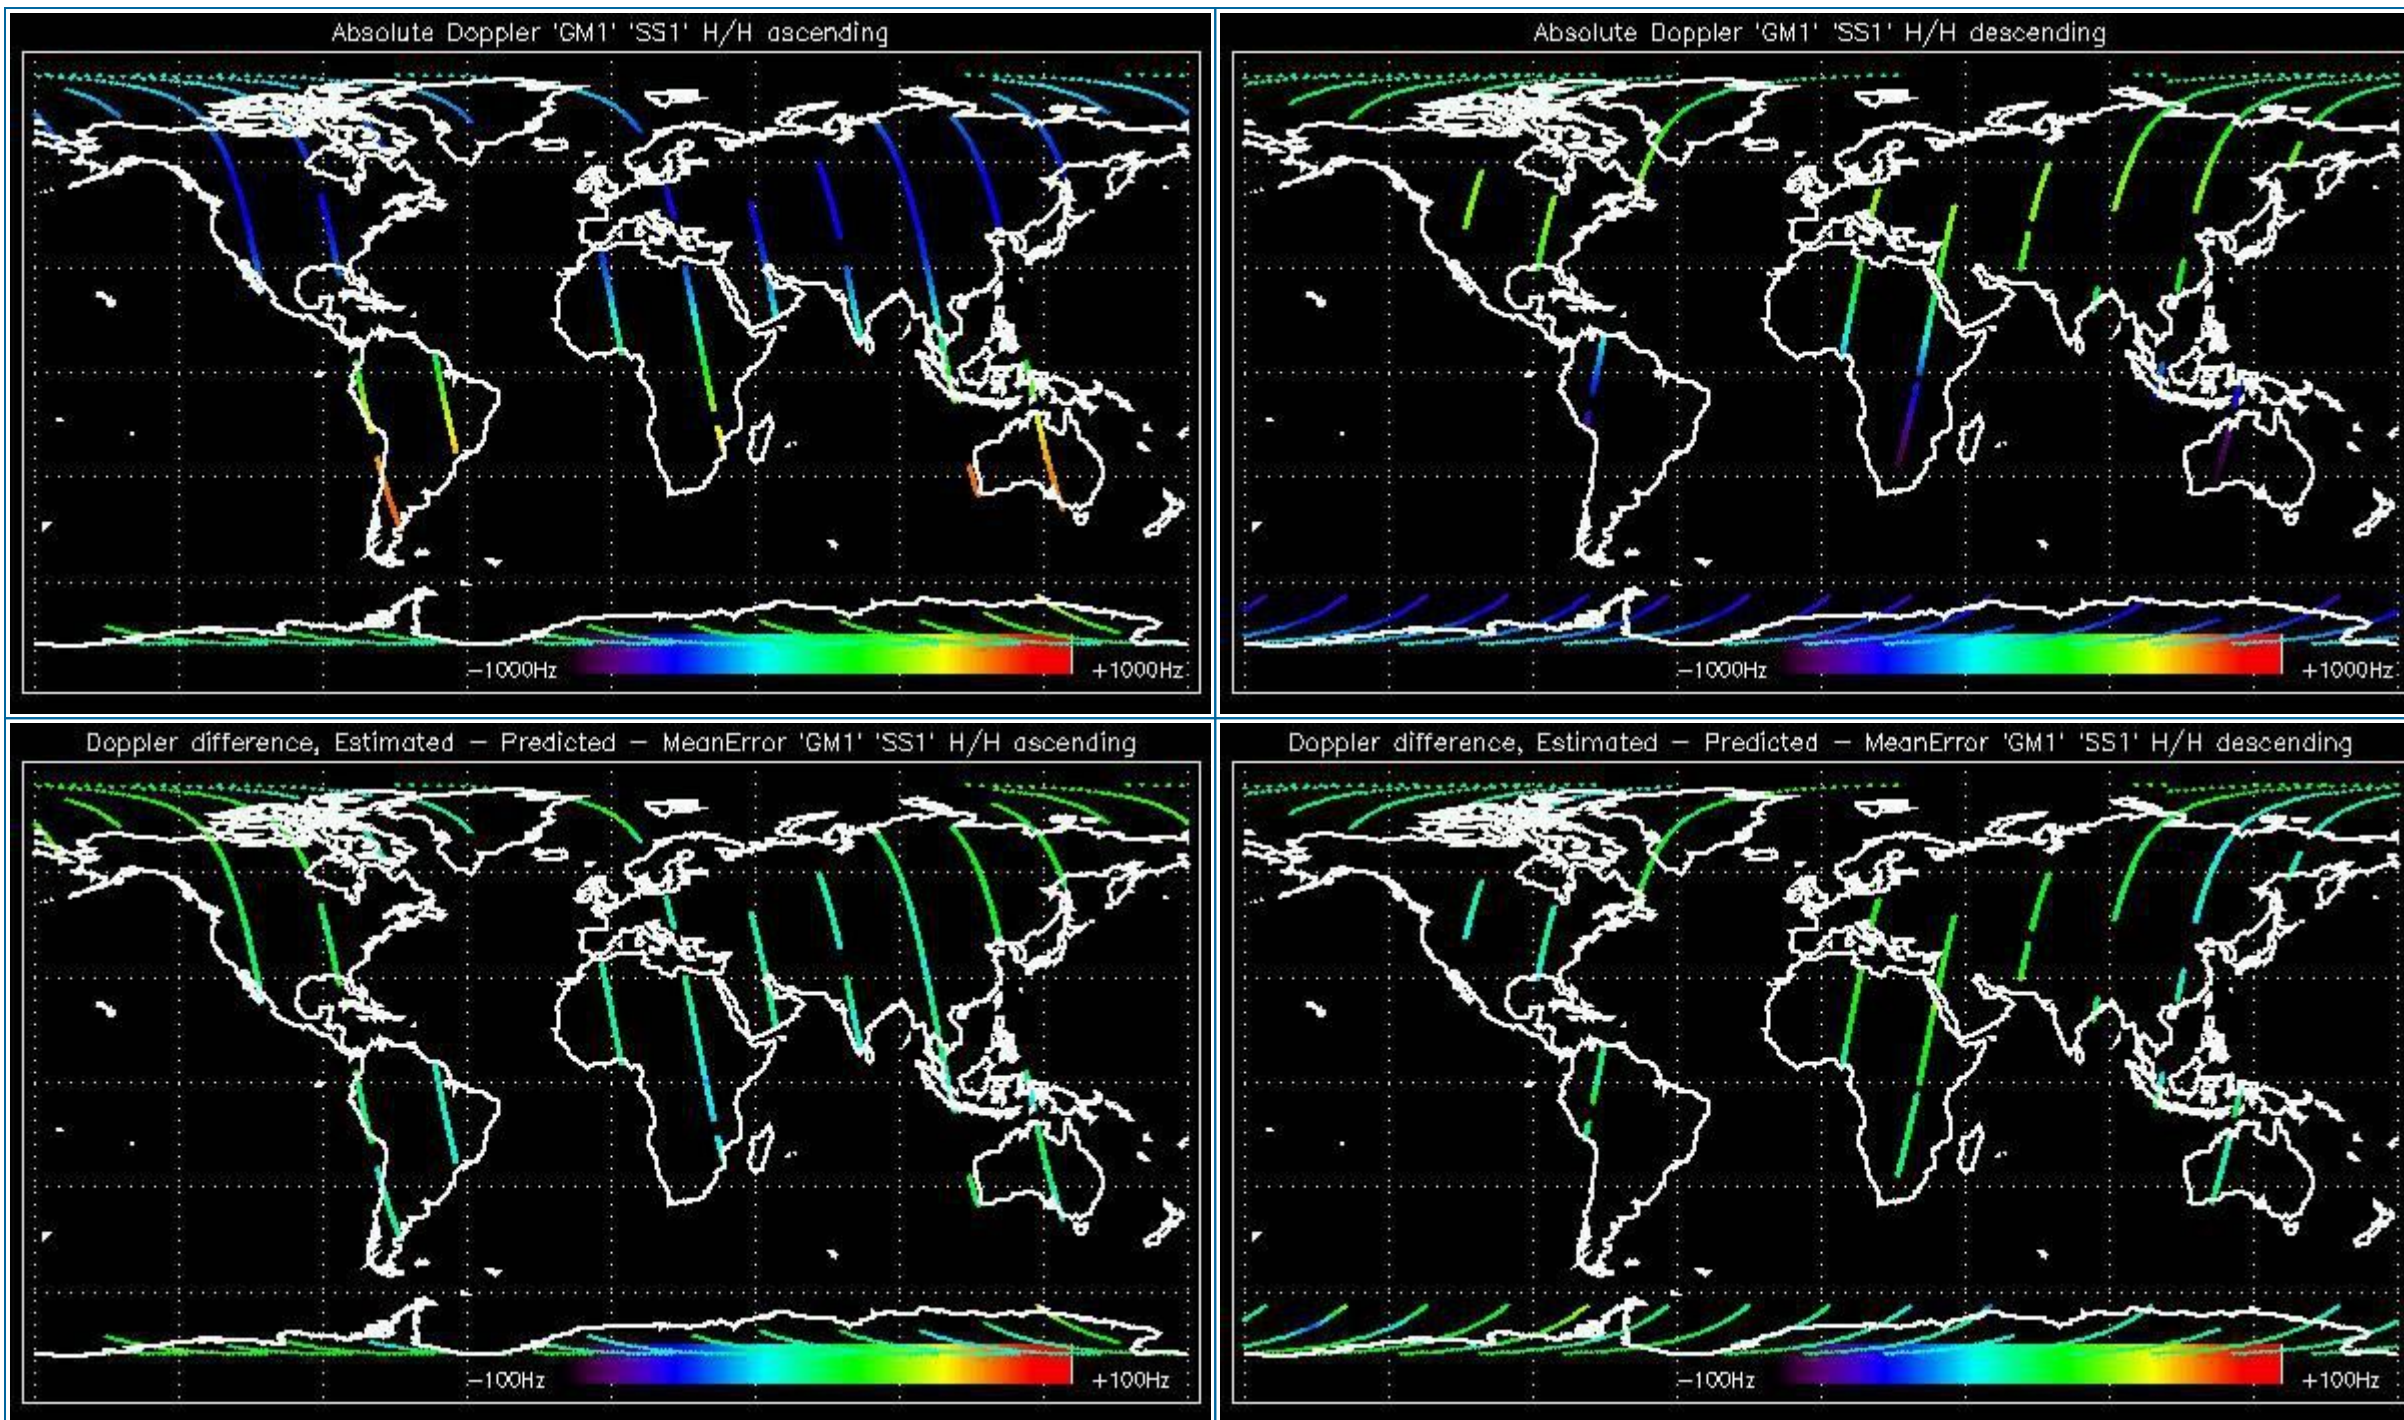 Absolute Doppler 'GM1' 'SS1' H/H ascending
-1000Hz
+1000Hz
Absolute Doppler 'GM1' 'SS1' H/H descending
-1000Hz
+1000Hz
Doppler difference, Estimated - Predicted - MeanError 'GM1' 'SS1' H/H ascending
-100Hz
+100Hz
Doppler difference, Estimated - Predicted - MeanError 'GM1' 'SS1' H/H descending
-100Hz
+100Hz